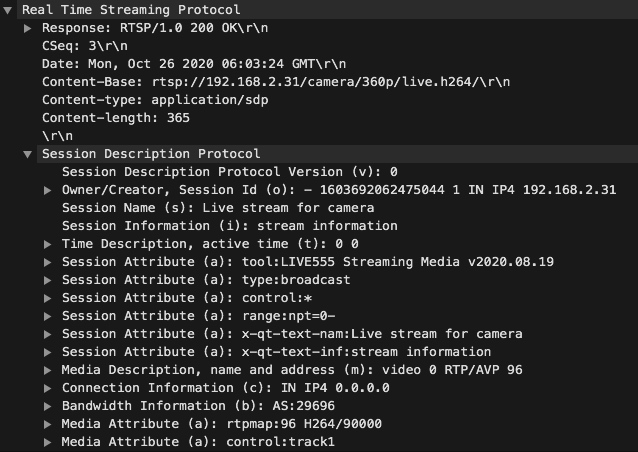 Real Time Streaming Protocol
Response: RTSP/1.0 200 OK\r\n
CSeq: 3\r\n
Date: Mon, Oct 26 2020 06:03:24 GMT\r\n
Content-Base: rtsp://192.168.2.31/camera/360p/live.h264/\r\n
Content-type: application/sdp
Content-length: 365
\r\n
Session Description Protocol
Session Description Protocol Version (v): 0
Owner/Creator, Session Id (o): - 1603692062475044 1 IN IP4 192.168.2.31
Session Name (s): Live stream for camera
Session Information (i): stream information
Time Description, active time (t): 0 0
Session Attribute (a): tool:LIVE555 Streaming Media v2020.08.19
Session Attribute (a): type:broadcast
Session Attribute (a): control:*
Session Attribute (a): range:npt=0-
Session Attribute (a): x-qt-text-nam:Live stream for camera
Session Attribute (a): x-qt-text-inf:stream information
Media Description, name and address (m): video 0 RTP/AVP 96
Connection Information (c): IN IP4 0.0.0.0
Bandwidth Information (b): AS:29696
Media Attribute (a): rtpmap:96 H264/90000
Media Attribute (a): control:track1